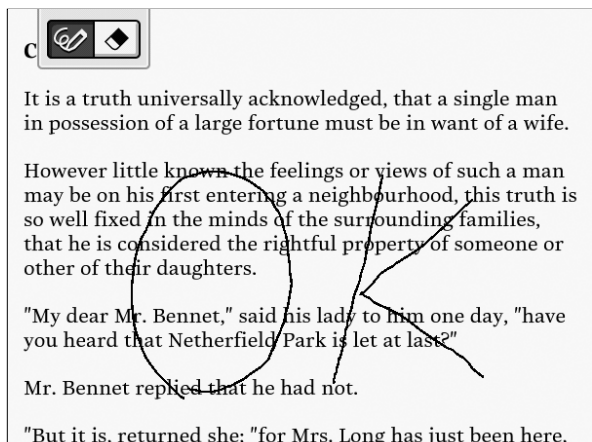 C
It is a truth universally acknowledged, that a single man
in possession of a large fortune must be in want of a wife.
However little known the feelings or views of such a man
may be on his first entering a neighbourhood, this truth is
so well fixed in the minds of the surrounding families,
that he is considered the rightful property of someone or
other of their daughters.
"My dear Mr. Bennet," said his lady to him one day, "have
you heard that Netherfield Park is let at last?"
Mr. Bennet replied that he had not.
"But it is, returned she; "for Mrs. Long has just been here,
OK